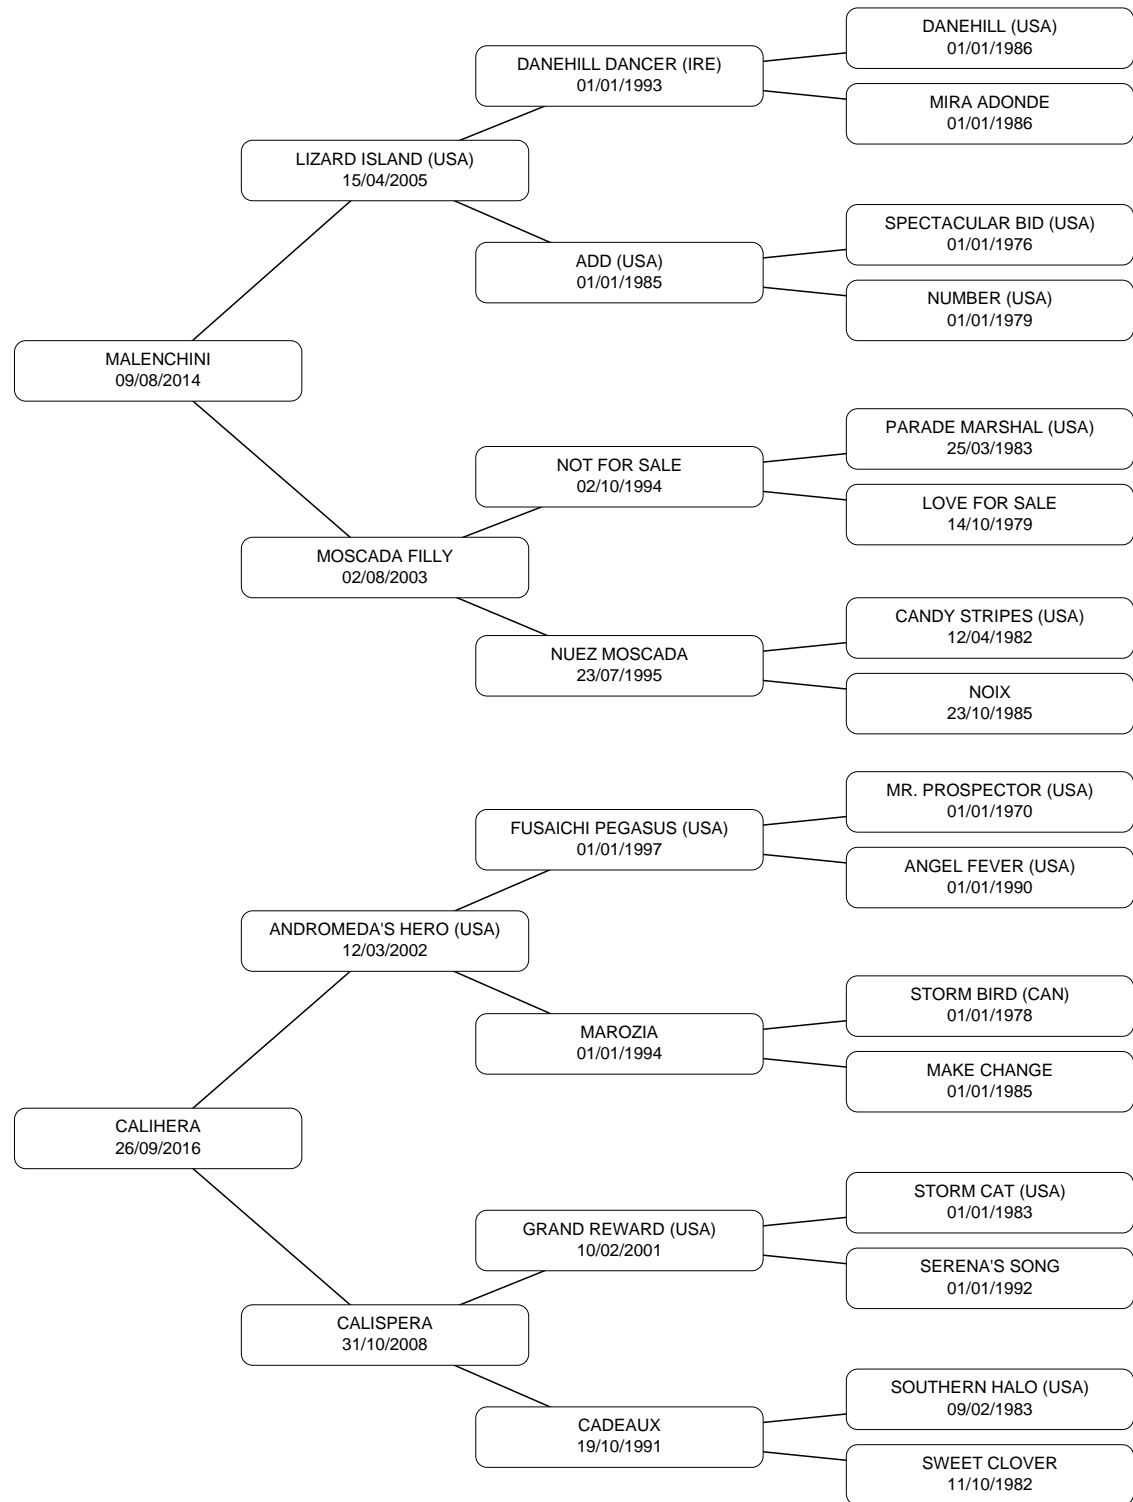 DANEHILL (USA)
01/01/1986
DANEHILL DANCER (IRE)
01/01/1993
MIRA ADONDE
01/01/1986
LIZARD ISLAND (USA)
15/04/2005
SPECTACULAR BID (USA)
01/01/1976
ADD (USA)
01/01/1985
NUMBER (USA)
01/01/1979
MALENCHINI
09/08/2014
PARADE MARSHAL (USA)
25/03/1983
NOT FOR SALE
02/10/1994
LOVE FOR SALE
14/10/1979
MOSCADA FILLY
02/08/2003
CANDY STRIPES (USA)
12/04/1982
NUEZ MOSCADA
23/07/1995
NOIX
23/10/1985
MR. PROSPECTOR (USA)
01/01/1970
FUSAICHI PEGASUS (USA)
01/01/1997
ANGEL FEVER (USA)
01/01/1990
ANDROMEDA'S HERO (USA)
12/03/2002
STORM BIRD (CAN)
01/01/1978
MAROZIA
01/01/1994
MAKE CHANGE
01/01/1985
CALIHERA
26/09/2016
STORM CAT (USA)
01/01/1983
GRAND REWARD (USA)
10/02/2001
SERENA'S SONG
01/01/1992
CALISPERA
31/10/2008
SOUTHERN HALO (USA)
09/02/1983
CADEAUX
19/10/1991
SWEET CLOVER
11/10/1982